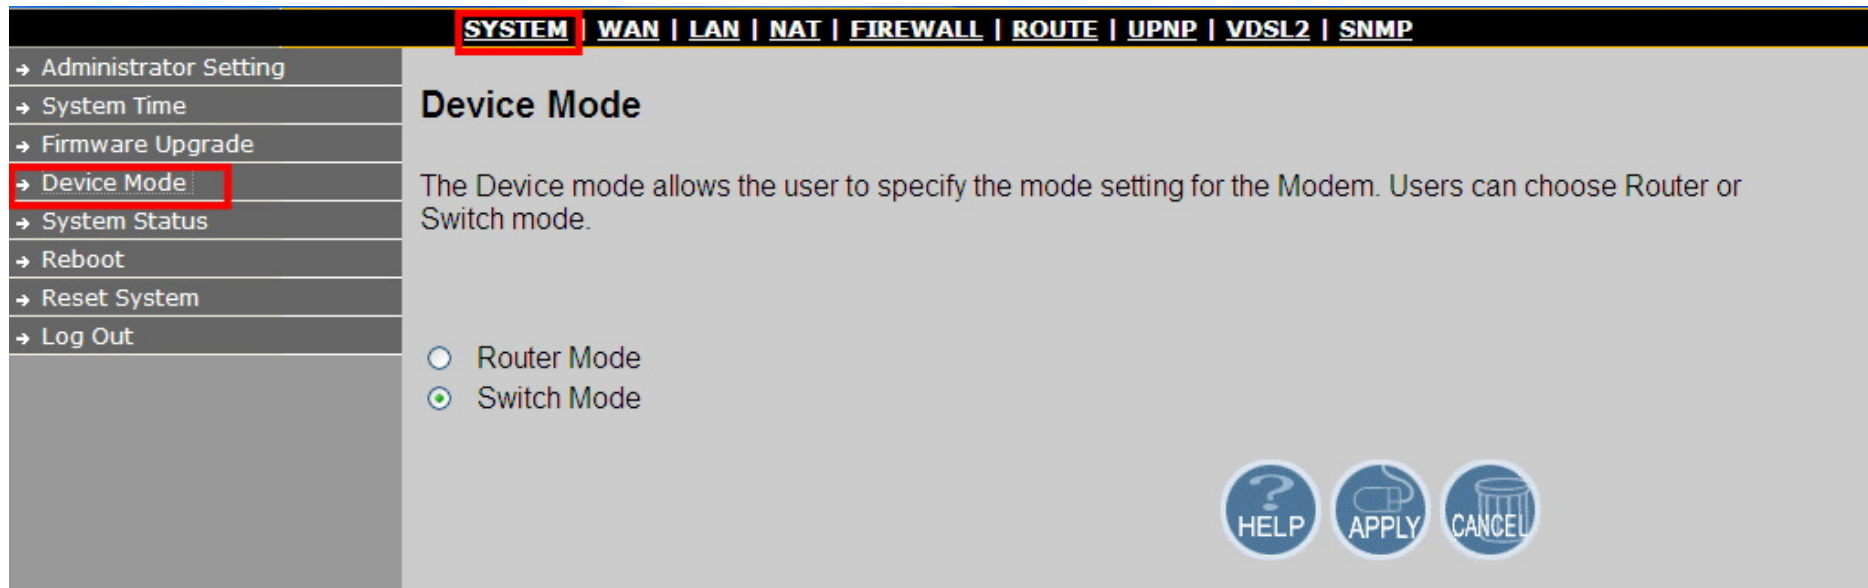 SYSTEM | WAN | LAN | NAT | FIREWALL | ROUTE | UPNP | VDSL2 | SNMP
Administrator Setting
System Time
Firmware Upgrade
Device Mode
System Status
Reboot
Reset System
Log Out
Device Mode
The Device mode allows the user to specify the mode setting for the Modem. Users can choose Router or
Switch mode.
Router Mode
Switch Mode
HELP APPLY CANCEL